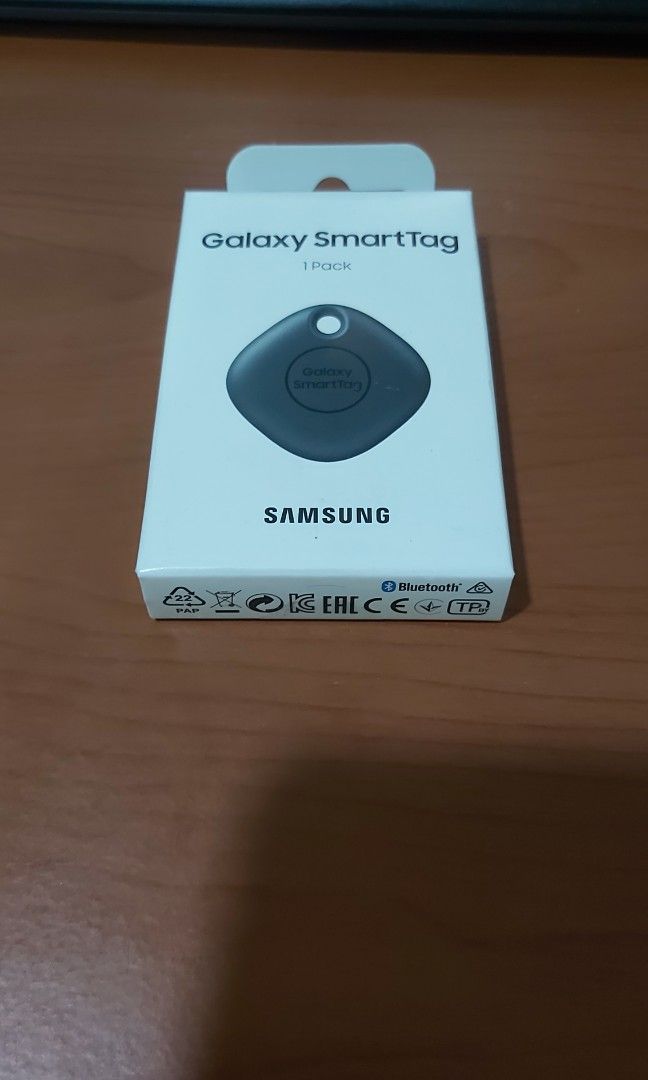 Galaxy SmartTag
1 Pack
Galaxy
SmartTag
SAMSUNG
Bluetooth
22
PAP
EAC CE TP